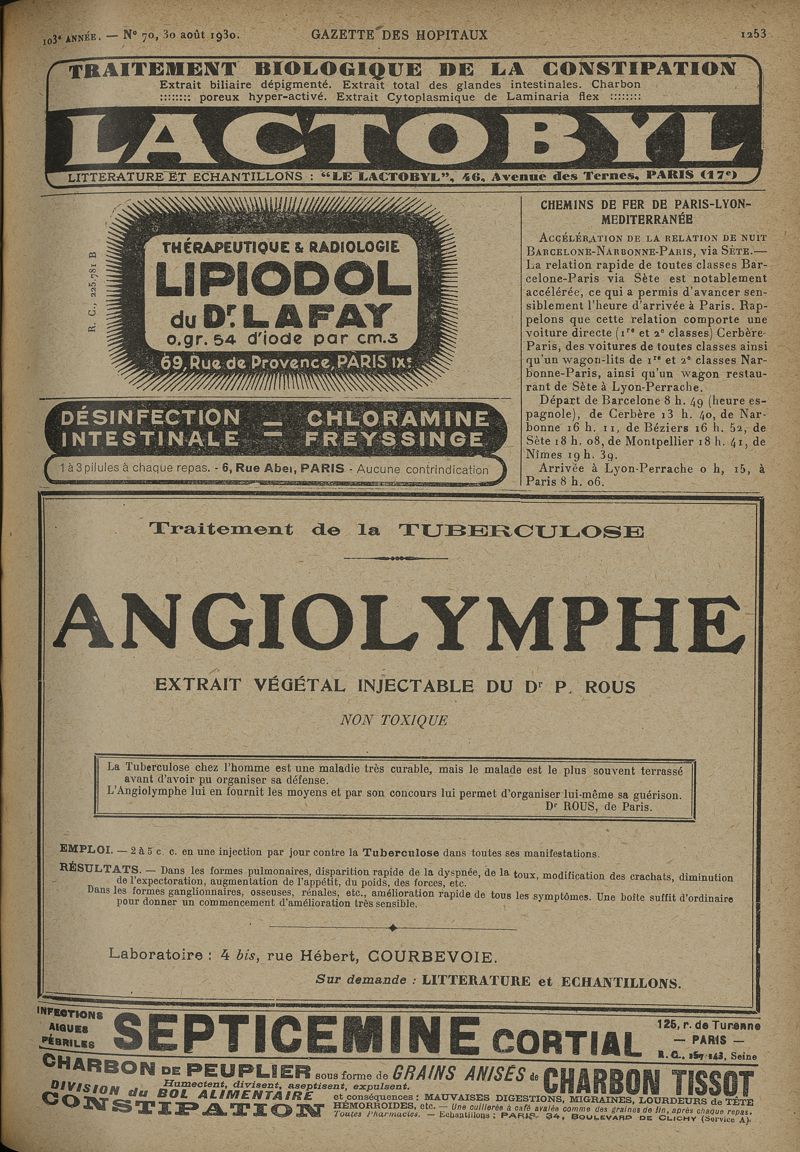 103e ANNÉE. — No 70, 30 août 1930. GAZETTE DES HOPITAUX 1253
TRAITEMENT BIOLOGIQUE DE LA CONSTIPATION
Extrait biliaire dépigmenté. Extrait total des glandes intestinales. Charbon
:::::::: poreux hyper-activé. Extrait Cytoplasmique de Laminaria flex ::::::::
LACTOBYL
LITTERATURE ET ECHANTILLONS : "LE LACTOBYL", 46, Avenue des Ternes, PARIS (17e)
R. C., 225.781 B
THÉRAPEUTIQUE & RADIOLOGIE
LIPIODOL
du Dr. LAFAY
0.gr. 54 d'iode par cm.3
69, Rue de Provence, PARIS IXe
DÉSINFECTION = CHLORAMINE
INTESTINALE = FREYSSINGE
1 à 3 pilules à chaque repas. - 6, Rue Abel, PARIS - Aucune contrindication
CHEMINS DE FER DE PARIS-LYON-
MEDITERRANÉE
ACCÉLÉRATION DE LA RELATION DE NUIT
BARCELONE-NARBONNE-PARIS, via SÈTE.—
La relation rapide de toutes classes Bar-
celone-Paris via Sète est notablement
accélérée, ce qui a permis d'avancer sen-
siblement l'heure d'arrivée à Paris. Rap-
pelons que cette relation comporte une
voiture directe (1re et 2e classes) Cerbère-
Paris, des voitures de toutes classes ainsi
qu'un wagon-lits de 1re et 2e classes Nar-
bonne-Paris, ainsi qu'un wagon restau-
rant de Sète à Lyon-Perrache.
Départ de Barcelone 8 h. 49 (heure es-
pagnole), de Cerbère 13 h. 40, de Nar-
bonne 16 h. 11, de Béziers 16 h. 52, de
Sète 18 h. 08, de Montpellier 18 h. 41, de
Nîmes 19 h. 39.
Arrivée à Lyon-Perrache 0 h, 15, à
Paris 8 h. 06.
Traitement de la TUBERCULOSE
ANGIOLYMPHE
EXTRAIT VÉGÉTAL INJECTABLE DU Dr P. ROUS
NON TOXIQUE
La Tuberculose chez l'homme est une maladie très curable, mais le malade est le plus souvent terrassé
avant d'avoir pu organiser sa défense.
L'Angiolymphe lui en fournit les moyens et par son concours lui permet d'organiser lui-même sa guérison.
Dr ROUS, de Paris.
EMPLOI. — 2 à 5 c. c. en une injection par jour contre la Tuberculose dans toutes ses manifestations.
RÉSULTATS. — Dans les formes pulmonaires, disparition rapide de la dyspnée, de la toux, modification des crachats, diminution
de l'expectoration, augmentation de l'appétit, du poids, des forces, etc.
Dans les formes ganglionnaires, osseuses, rénales, etc., amélioration rapide de tous les symptômes. Une boîte suffit d'ordinaire
pour donner un commencement d'amélioration très sensible.
Laboratoire : 4 bis, rue Hébert, COURBEVOIE.
Sur demande : LITTERATURE et ECHANTILLONS.
INFECTIONS
AIGUES
FÉBRILES
SEPTICEMINE CORTIAL
125, r. de Turenne
— PARIS —
R. C., 157.143, Seine
CHARBON DE PEUPLIER sous forme de GRAINS ANISÉS de CHARBON TISSOT
Humectent, divisent, aseptisent, expulsent.
DIVISION du BOL ALIMENTAIRE
CONSTIPATION
et conséquences : MAUVAISES DIGESTIONS, MIGRAINES, LOURDEURS de TÊTE
HÉMORROIDES, etc. — Une cuillerée à café avalée comme des graines de lin, après chaque repas.
Toutes Pharmacies. — Echantillons : PARIS- 34, BOULEVARD DE CLICHY (Service A).